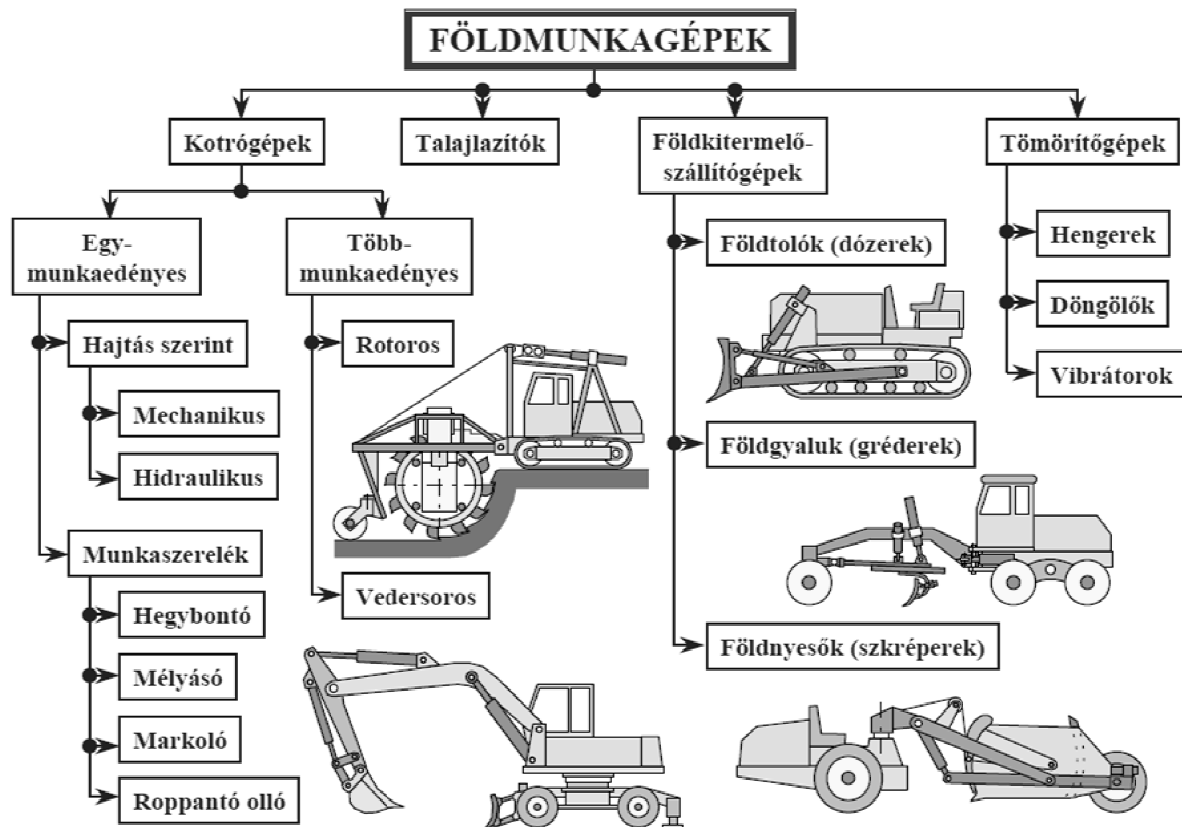 FÖLDMUNKAGÉPEK
Kotrógépek
Talajlazítók
Földkitermelő-
szállítógépek
Tömörítőgépek
Egy-
munkaedényes
Több-
munkaedényes
Hajtás szerint
Mechanikus
Hidraulikus
Munkaszerelék
Hegybontó
Mélyásó
Markoló
Roppantó olló
Rotoros
Vedersoros
Földtolók (dózerek)
Földgyaluk (gréderek)
Földnyesők (szkréperek)
Hengerek
Döngölők
Vibrátorok